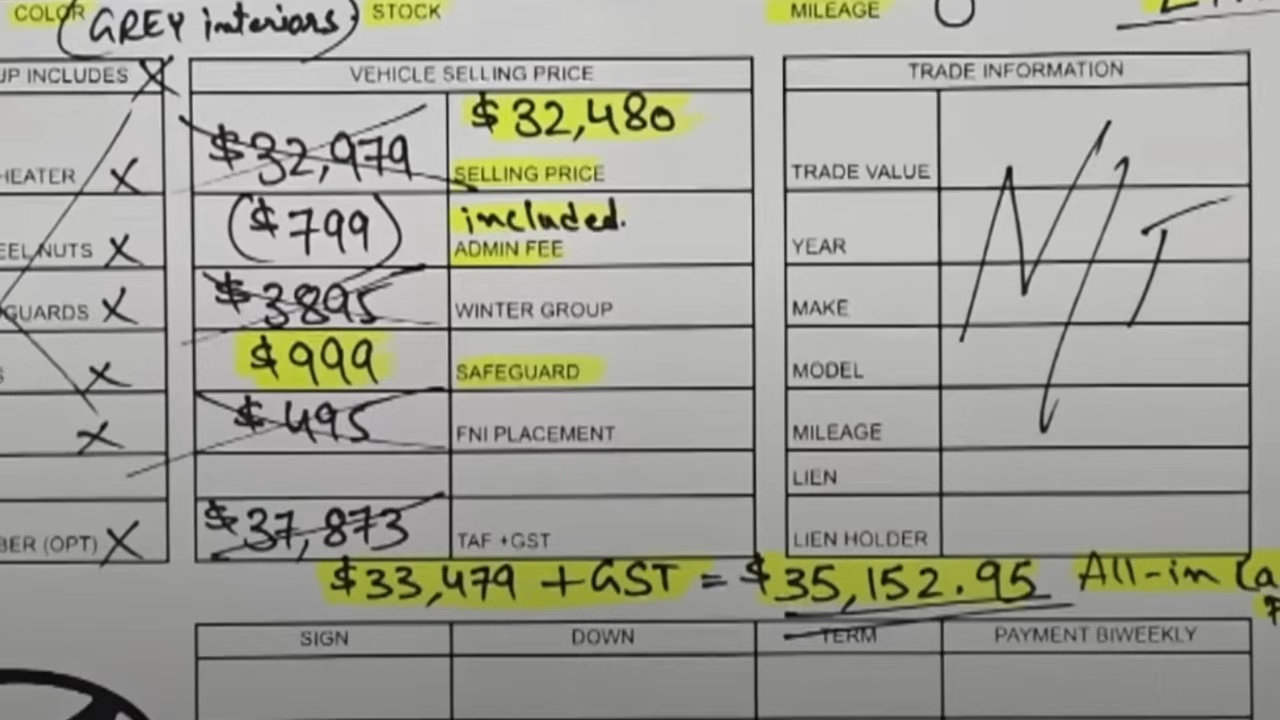 COLOR (GREY interiors) STOCK MILEAGE
UP INCLUDES X VEHICLE SELLING PRICE TRADE INFORMATION
$32,480
HEATER X $32,979 SELLING PRICE TRADE VALUE N/T
included.
EEL NUTS X ($799) ADMIN FEE YEAR
GUARDS X $3895 WINTER GROUP MAKE
S X $999 SAFEGUARD MODEL
X $495 FNI PLACEMENT MILEAGE
LIEN
BER (OPT) X $37,873 TAF +GST LIEN HOLDER
$33,479 +GST = $35,152.95 All-in
SIGN DOWN TERM PAYMENT BIWEEKLY